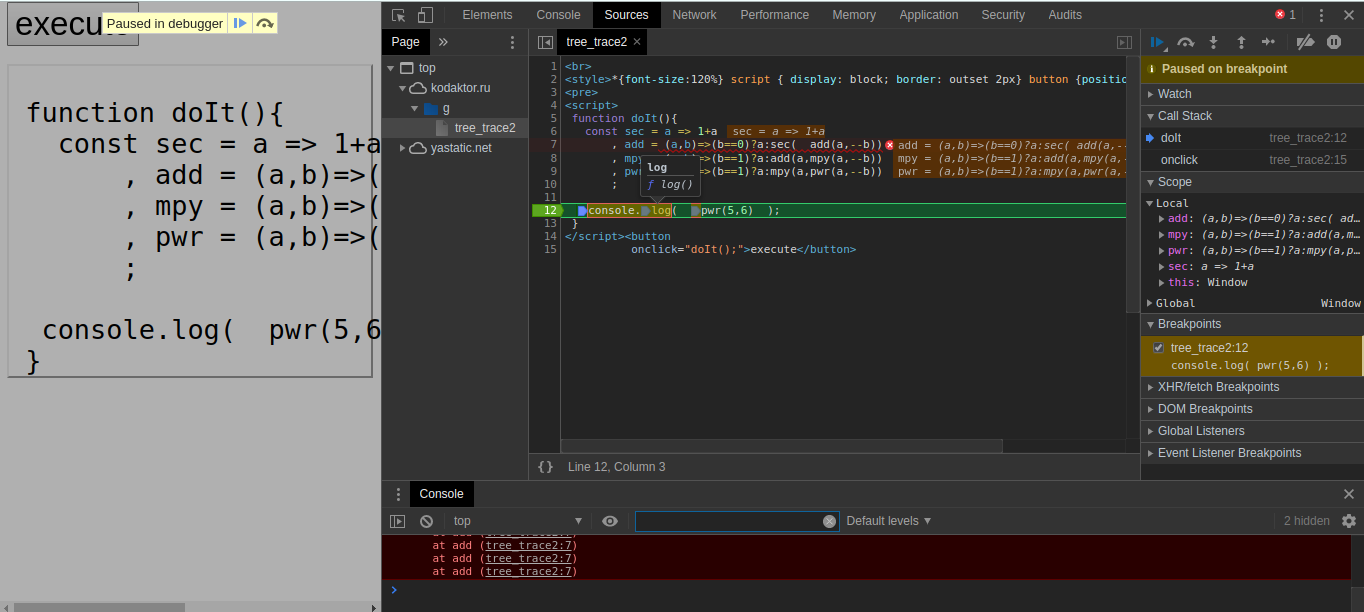 execut
Paused in debugger
function doIt(){
const sec = a => 1+a
, add = (a,b)=>(
, mpy = (a,b)=>(
, pwr = (a,b)=>(
;
console.log(  pwr(5,6
}
Elements Console Sources Network Performance Memory Application Security Audits 1
Page
top
kodaktor.ru
g
tree_trace2
yastatic.net
tree_trace2
1 <br>
2 <style>*{font-size:120%} script { display: block; border: outset 2px} button {positio
3 <pre>
4 <script>
5 function doIt(){
6 const sec = a => 1+a sec = a => 1+a
7 , add = (a,b)=>(b==0)?a:sec(  add(a,--b)) add = (a,b)=>(b==0)?a:sec( add(a,--
8 , mpy =)=>(b==1)?a:add(a,mpy(a,--b)) mpy = (a,b)=>(b==1)?a:add(a,mpy(a,-
9 , pw)=>(b==1)?a:mpy(a,pwr(a,--b)) pwr = (a,b)=>(b==1)?a:mpy(a,pwr(a,-
10 ;
11
12 console.log(  pwr(5,6)  );
13 }
14 </script><button
15 onclick="doIt();">execute</button>
log
ƒ log()
{} Line 12, Column 3
Paused on breakpoint
Watch
Call Stack
doIt tree_trace2:12
onclick tree_trace2:15
Scope
Local
add: (a,b)=>(b==0)?a:sec( ad…
mpy: (a,b)=>(b==1)?a:add(a,m…
pwr: (a,b)=>(b==1)?a:mpy(a,p…
sec: a => 1+a
this: Window
Global Window
Breakpoints
tree_trace2:12
console.log( pwr(5,6) );
XHR/fetch Breakpoints
DOM Breakpoints
Global Listeners
Event Listener Breakpoints
Console
top Default levels 2 hidden
at add (tree_trace2:7)
at add (tree_trace2:7)
at add (tree_trace2:7)
at add (tree_trace2:7)